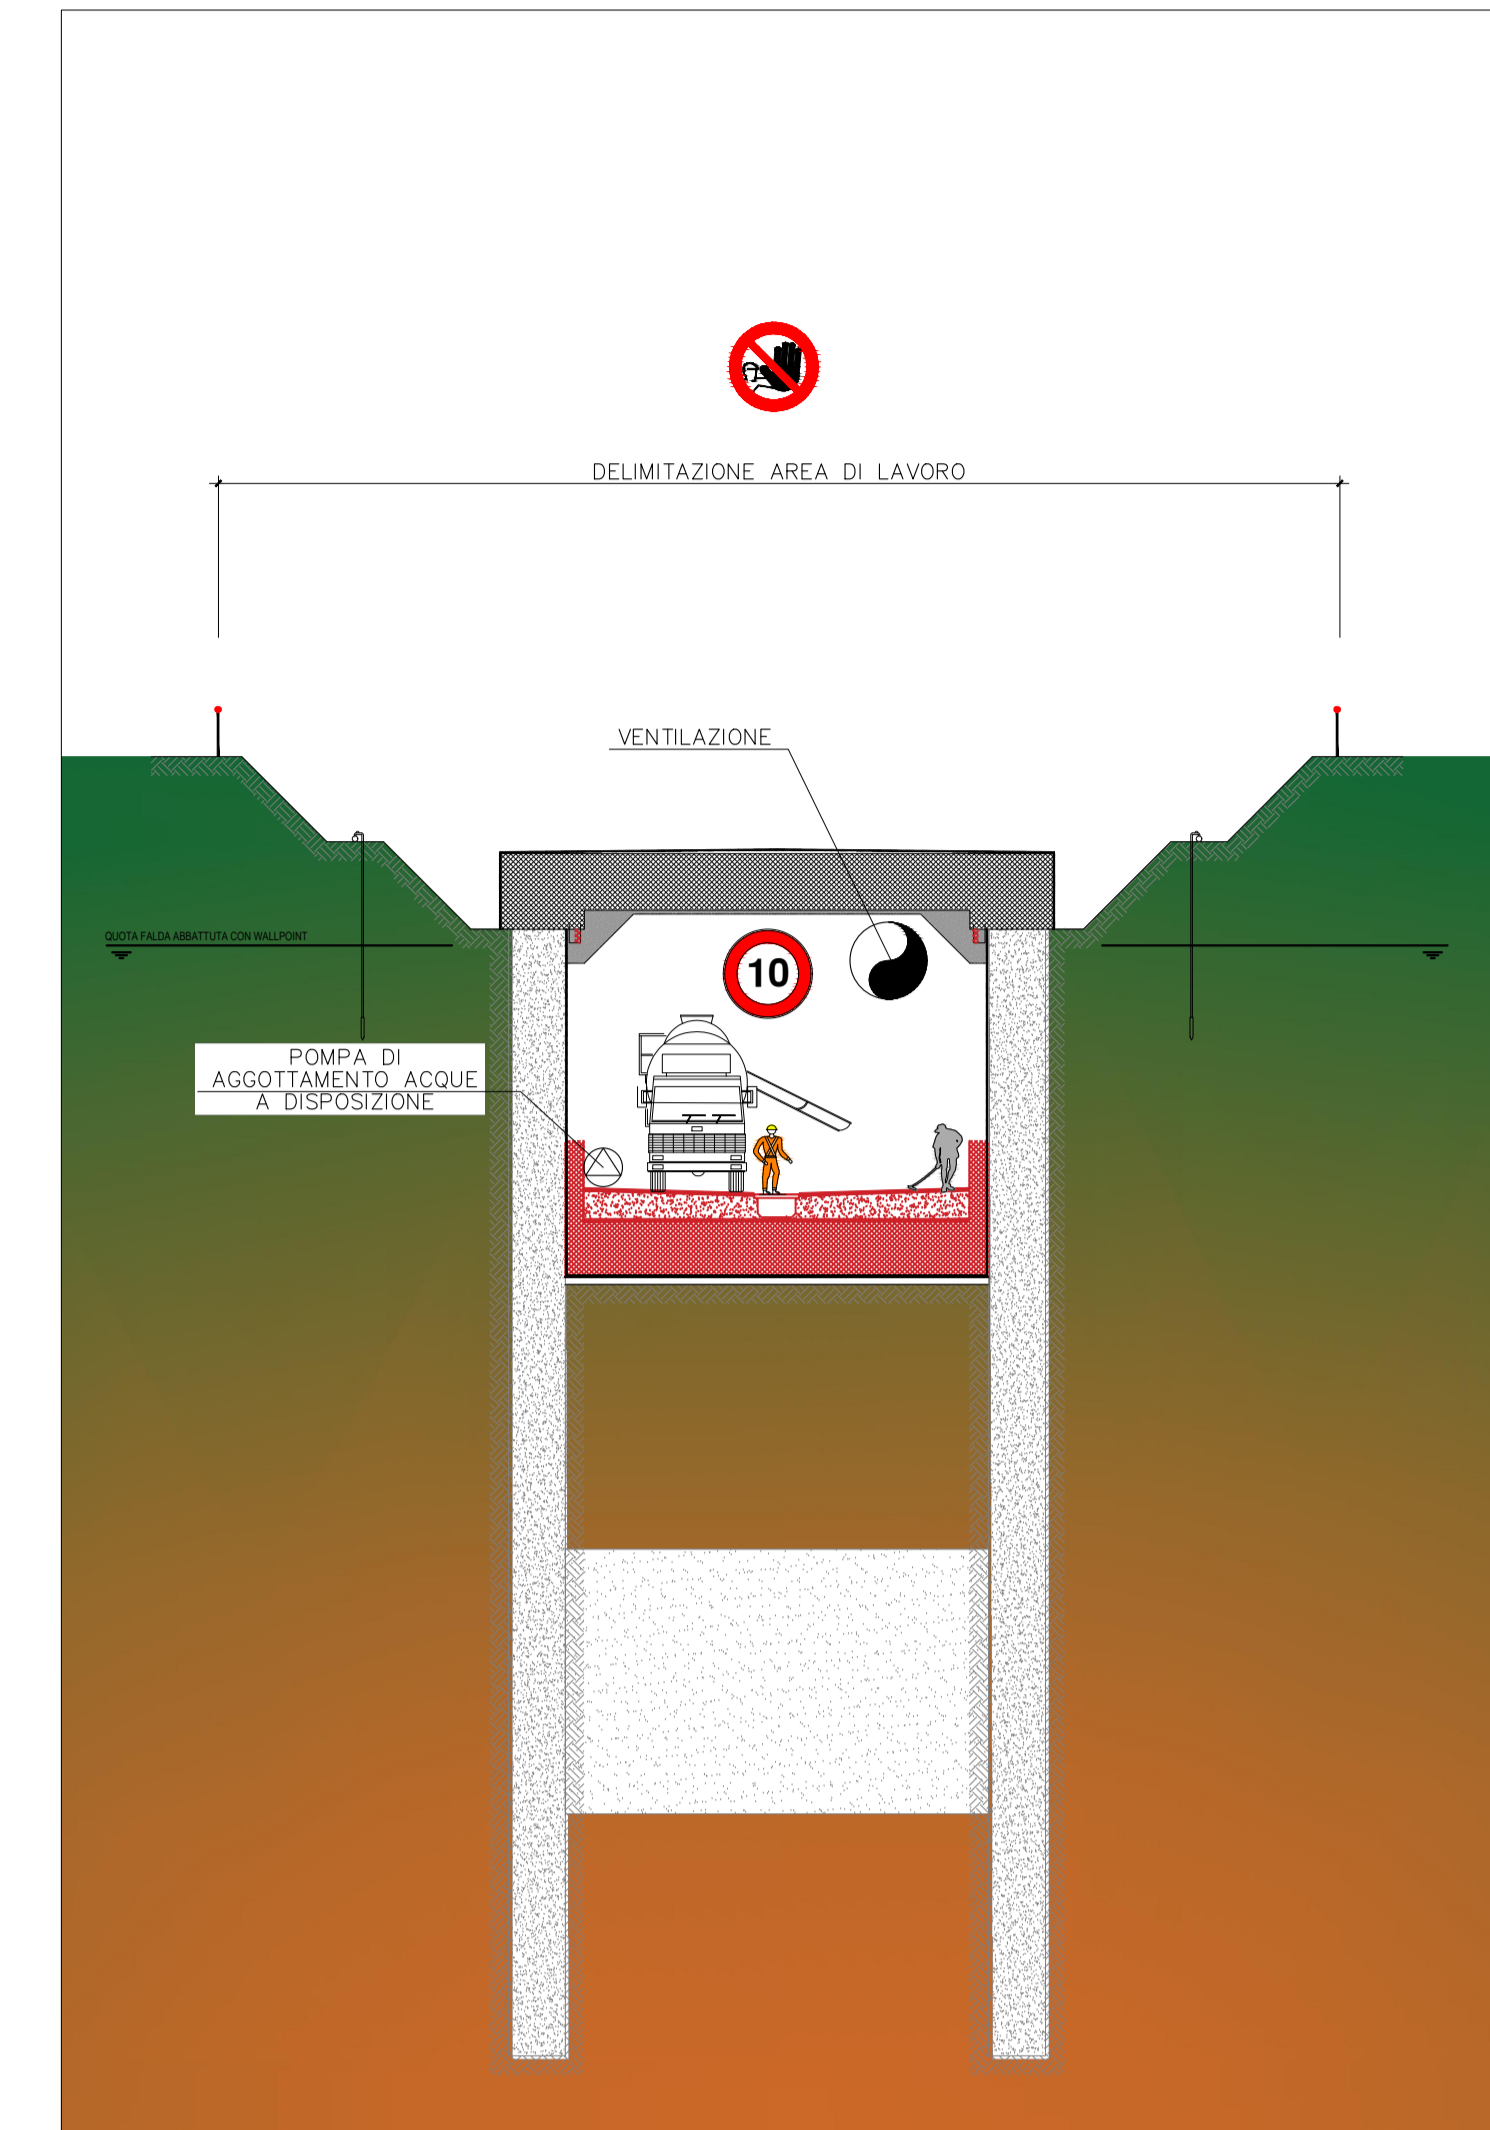 DELIMITAZIONE AREA DI LAVORO
VENTILAZIONE
QUOTA FALDA ABBATTUTA CON WALLPOINT
10
POMPA DI
AGGOTTAMENTO ACQUE
A DISPOSIZIONE